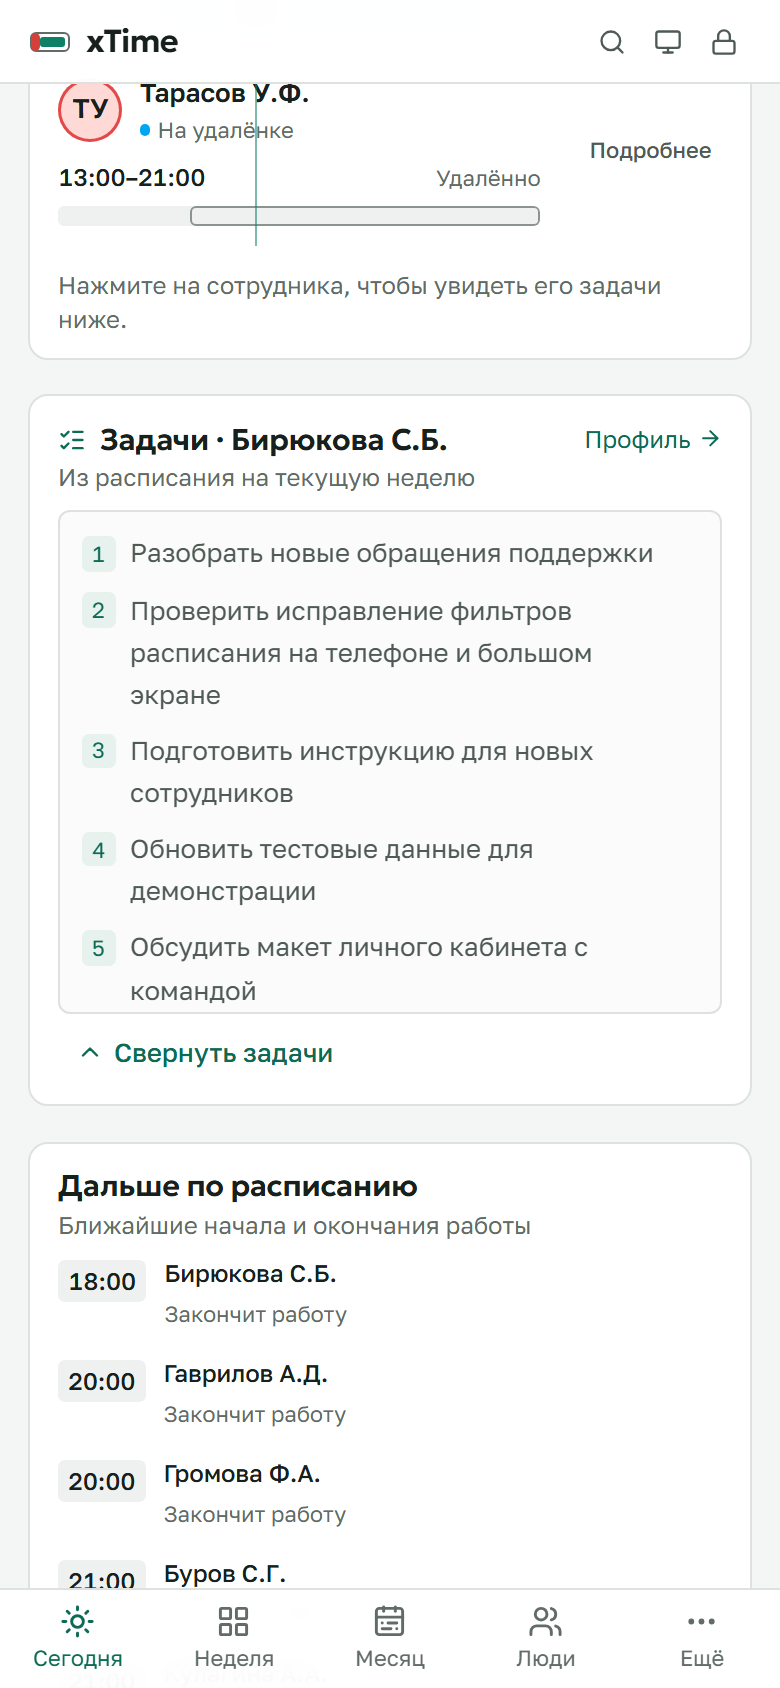 xTime
ТУ
Тарасов У.Ф.
На удалёнке
13:00–21:00
Удалённо
Подробнее
Нажмите на сотрудника, чтобы увидеть его задачи
ниже.
Задачи · Бирюкова С.Б.
Профиль →
Из расписания на текущую неделю
1 Разобрать новые обращения поддержки
2 Проверить исправление фильтров
расписания на телефоне и большом
экране
3 Подготовить инструкцию для новых
сотрудников
4 Обновить тестовые данные для
демонстрации
5 Обсудить макет личного кабинета с
командой
Свернуть задачи
Дальше по расписанию
Ближайшие начала и окончания работы
18:00 Бирюкова С.Б.
Закончит работу
20:00 Гаврилов А.Д.
Закончит работу
20:00 Громова Ф.А.
Закончит работу
21:00 Буров С.Г.
Сегодня
Неделя
Месяц
Люди
Ещё